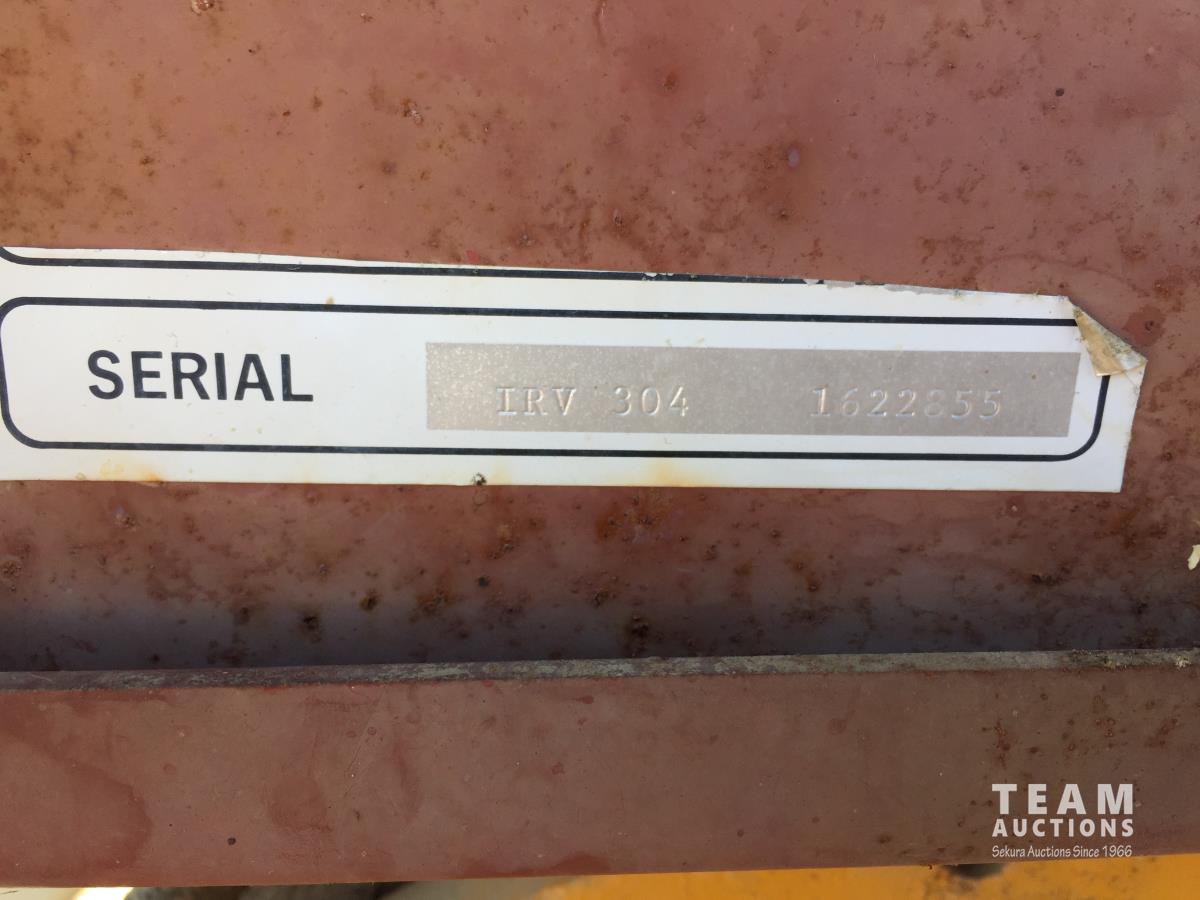 SERIAL IRV 304 1622855
TEAM
AUCTIONS
Sekura Auctions Since 1966